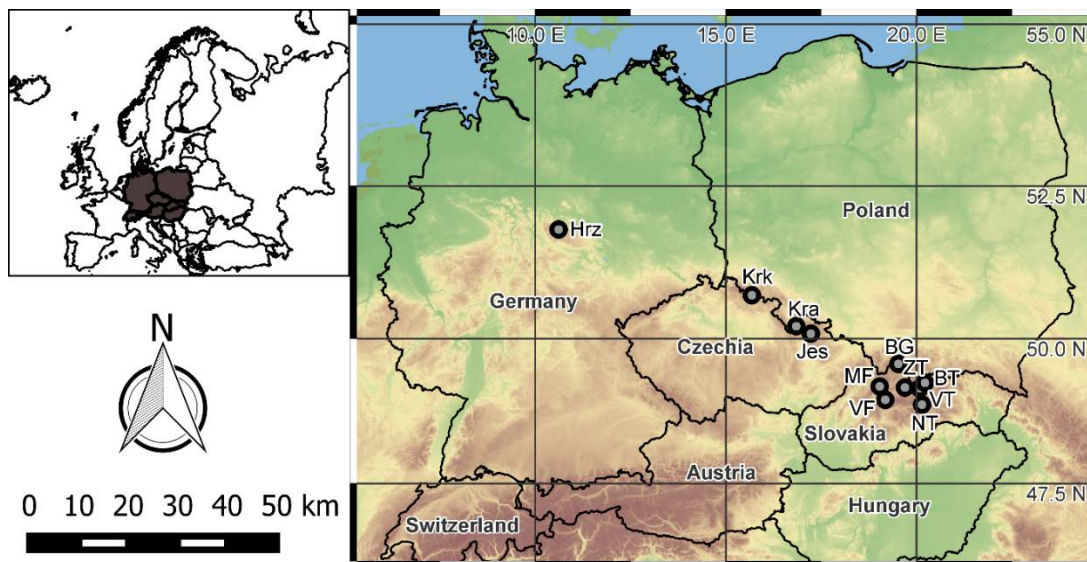 10.0 E
15.0 E
20.0 E
55.0 N
52.5 N
Poland
Hrz
Krk
Germany
Kra
50.0 N
Czechia
Jes
BG
ZT
MF
BT
VF
VT
NT
Slovakia
Austria
47.5 N
Hungary
Switzerland
N
0 10 20 30 40 50 km